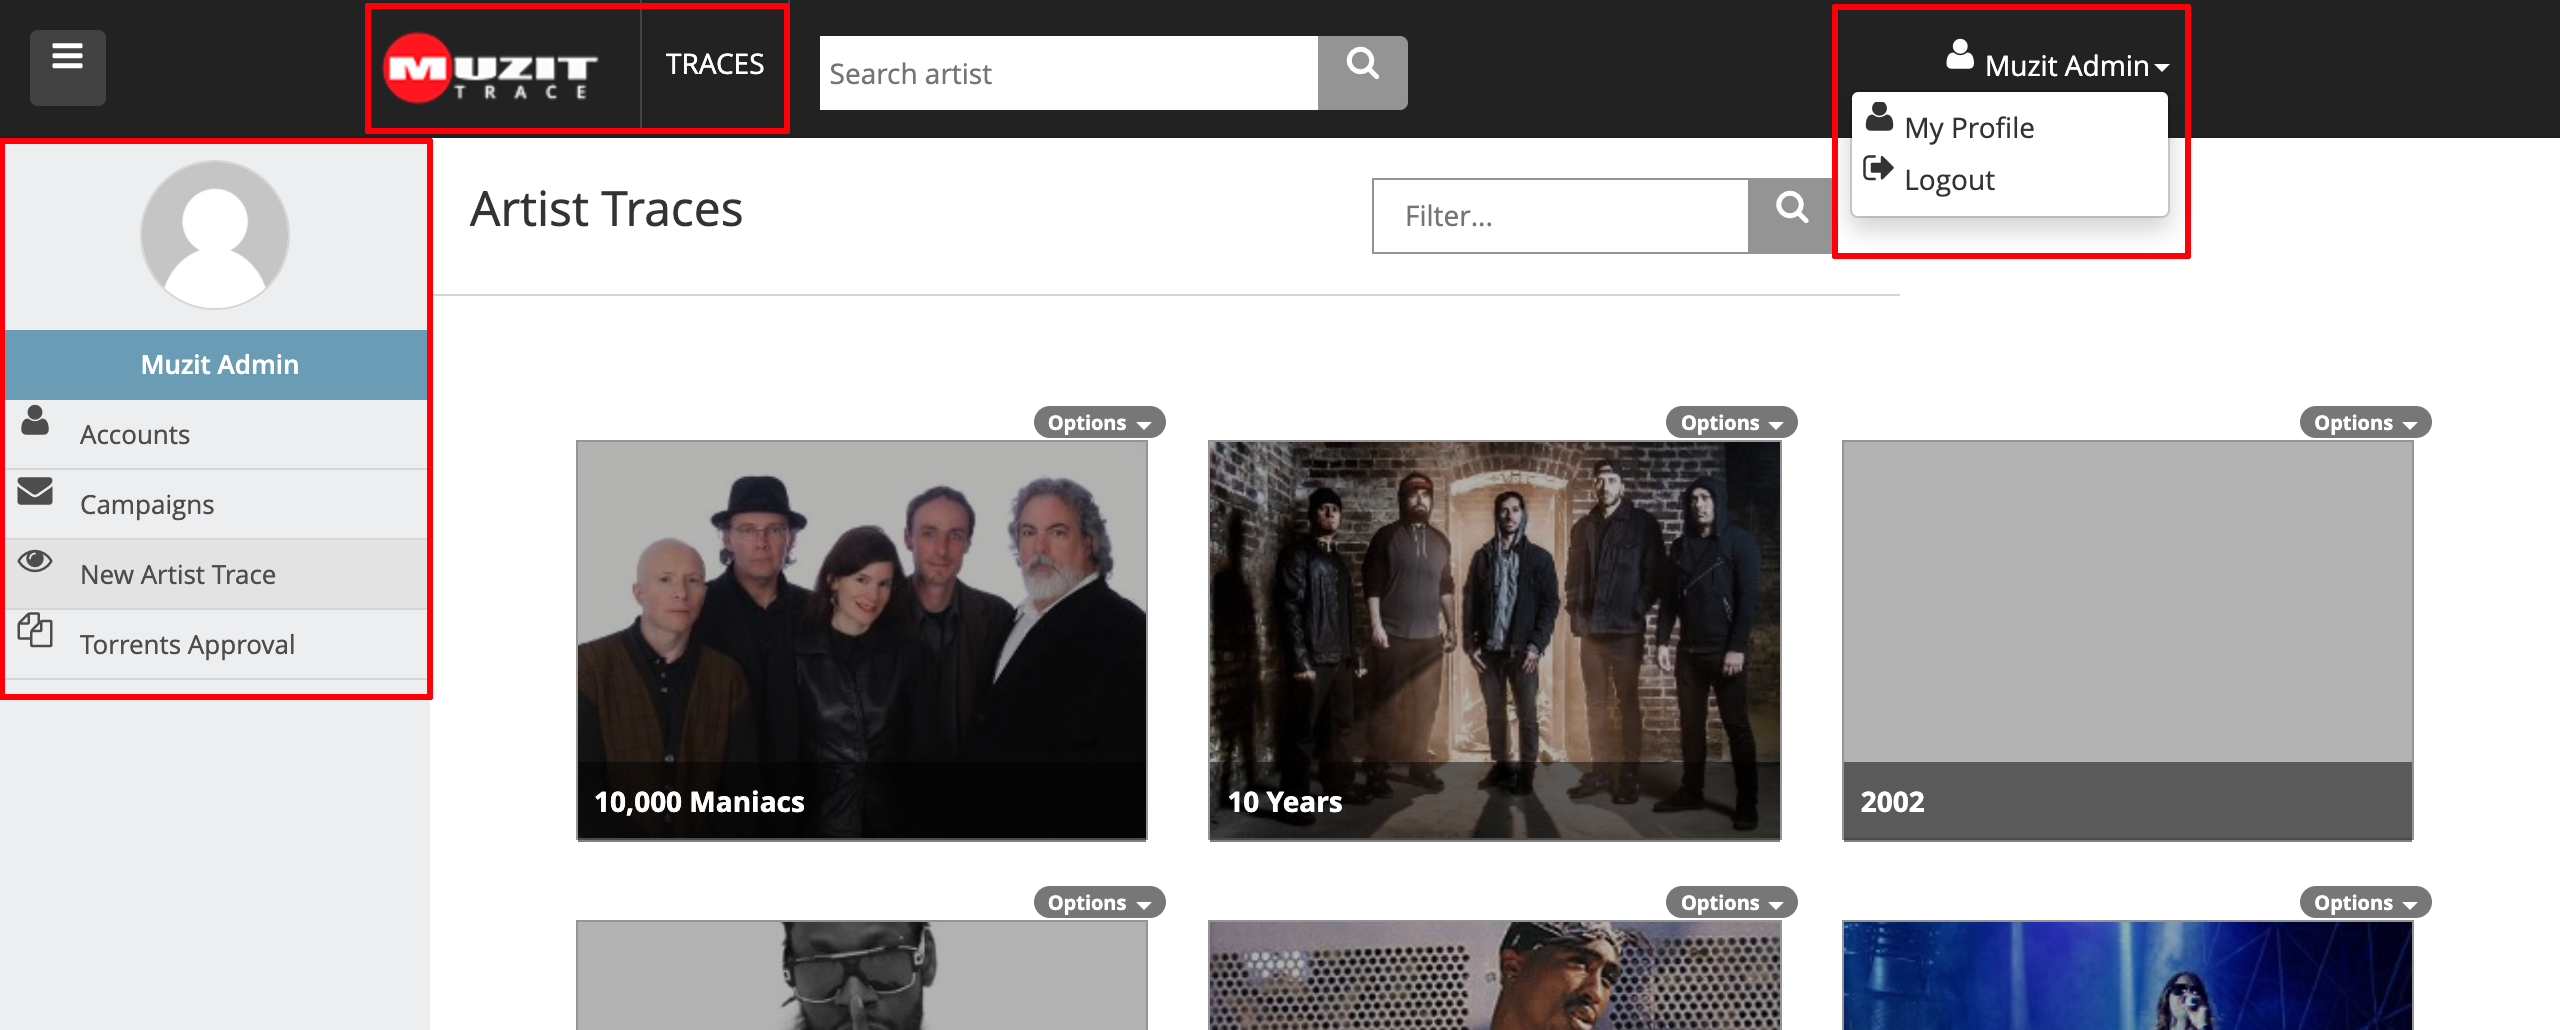 MUZIT
TRACE
TRACES
Search artist
Muzit Admin
My Profile
Logout
Artist Traces
Filter...
Muzit Admin
Accounts
Campaigns
New Artist Trace
Torrents Approval
Options
Options
Options
10,000 Maniacs
10 Years
2002
Options
Options
Options